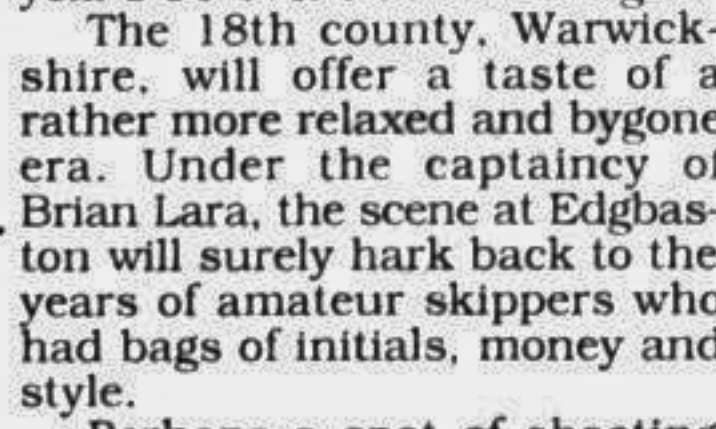 The 18th county, Warwick-
shire, will offer a taste of a
rather more relaxed and bygone
era. Under the captaincy of
Brian Lara, the scene at Edgbas-
ton will surely hark back to the
years of amateur skippers who
had bags of initials, money and
style.